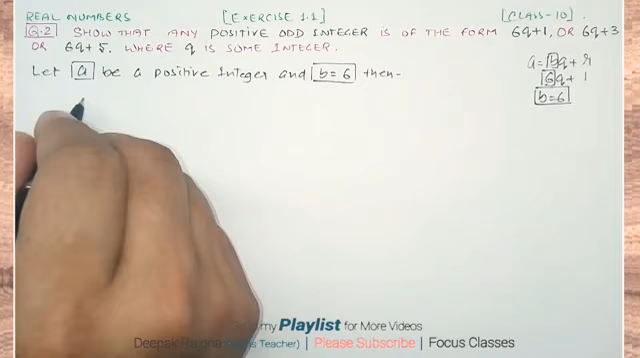 REAL NUMBERS [EXERCISE 1.1] [CLASS-10].
Q.2 SHOW THAT ANY POSITIVE ODD INTEGER IS OF THE FORM 6q+1, OR 6q+3
OR 6q+5. WHERE q IS SOME INTEGER.
Let a be a positive Integer and b=6 then-
a=bq+r
6q+1
b=6
my Playlist for More Videos
Deepak Teacher) | Please Subscribe | Focus Classes